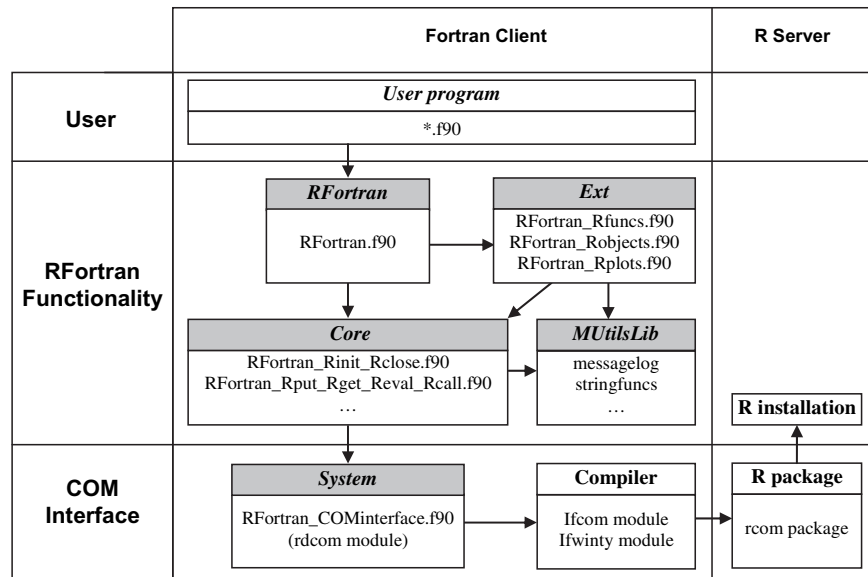 Fortran Client
R Server
User
User program
*.f90
RFortran
Functionality
RFortran
RFortran.f90
Ext
RFortran_Rfuncs.f90
RFortran_Robjects.f90
RFortran_Rplots.f90
Core
RFortran_Rinit_Rclose.f90
RFortran_Rput_Rget_Reval_Rcall.f90
…
MUtilsLib
messagelog
stringfuncs
…
R installation
COM
Interface
System
RFortran_COMinterface.f90
(rdcom module)
Compiler
Ifcom module
Ifwinty module
R package
rcom package